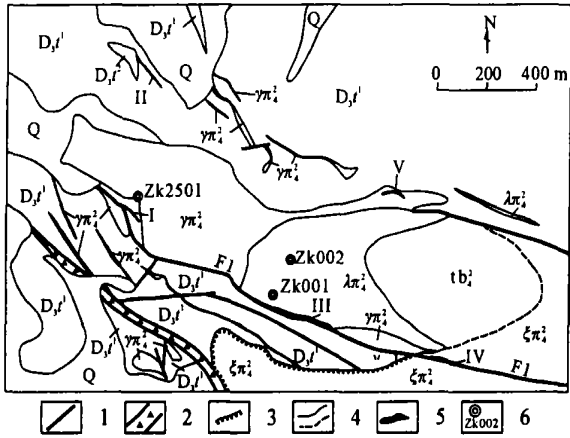 D₃t¹
D₃t¹
Q
N
D₃t²
II
Q
D₃t¹
0 200 400 m
γπ₄²
Q
γπ₄²
γπ₄²
V
λπ₄²
D₃t¹
Zk2501
γπ₄²
I
γπ₄²
γπ₄²
F1
Zk002
tb₄²
D₃t¹
Zk001
λπ₄²
D₃t¹
D₃t¹
III
γπ₄²
ξπ₄²
D₃t¹
γπ₄²
D₃t¹
D₃t¹
IV
ξπ₄²
F1
Q
ξπ₄²
1 2 3 4 5 Zk002 6